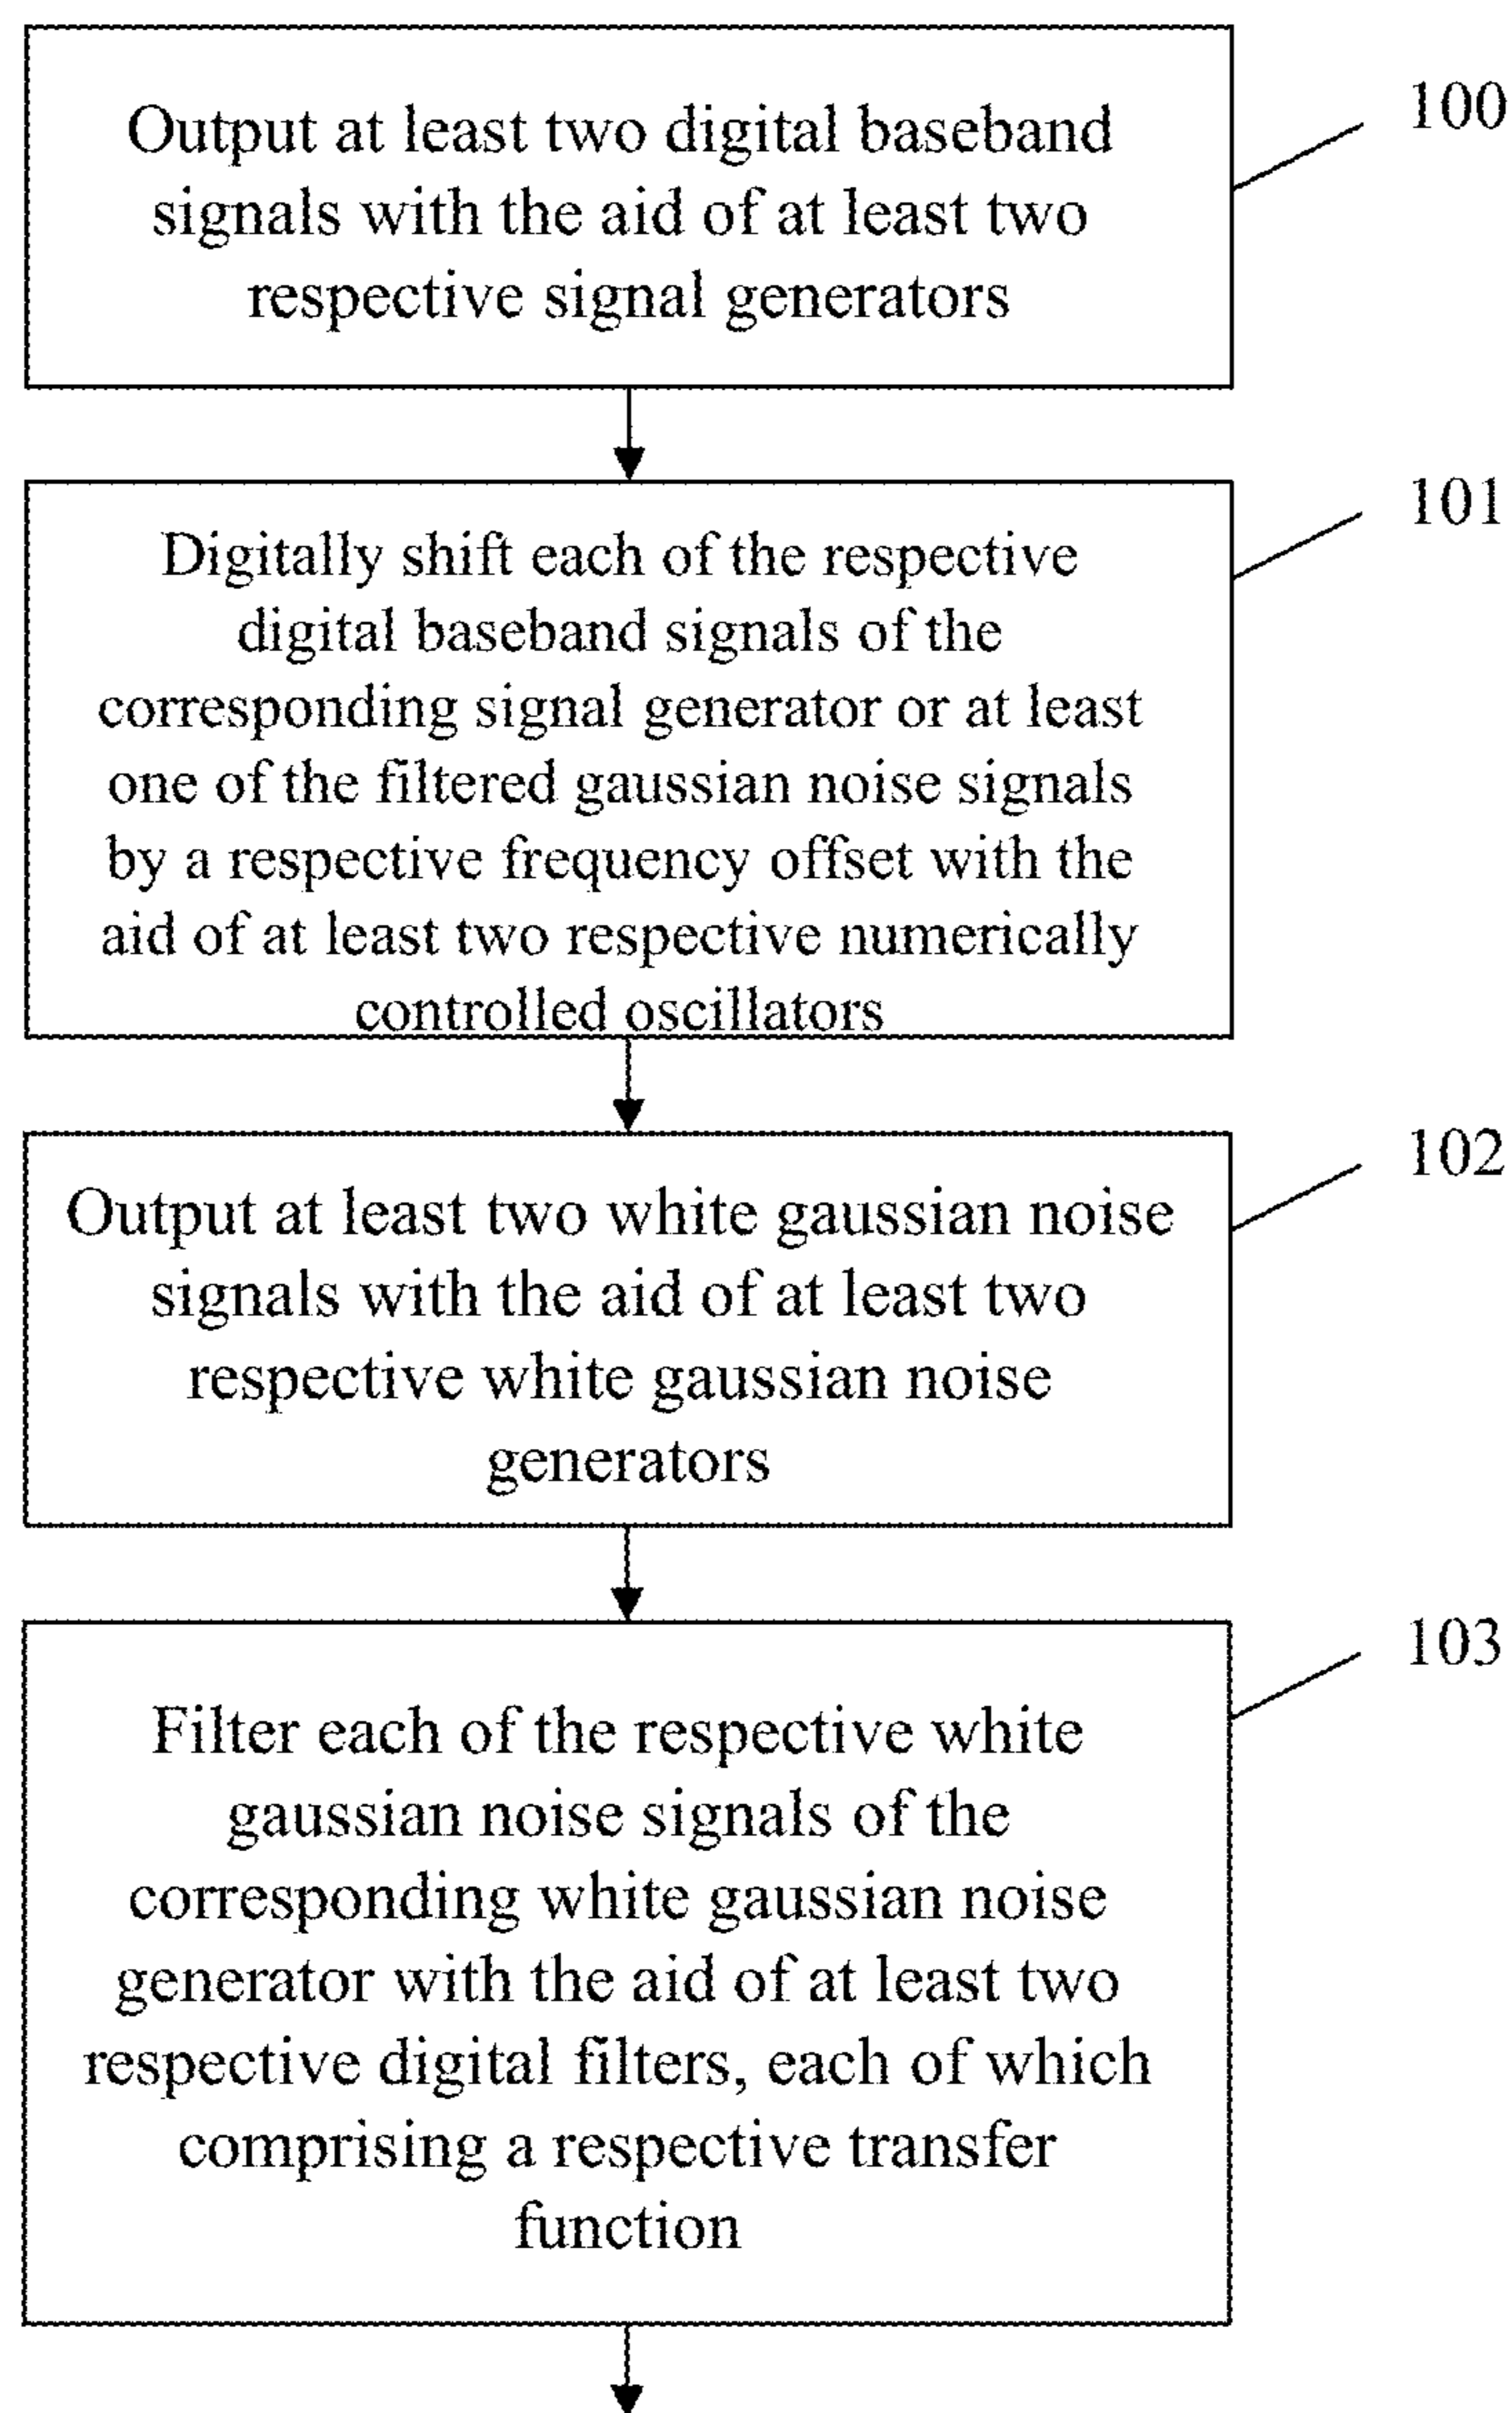 Output at least two digital baseband
signals with the aid of at least two
respective signal generators
100
Digitally shift each of the respective
digital baseband signals of the
corresponding signal generator or at least
one of the filtered gaussian noise signals
by a respective frequency offset with the
aid of at least two respective numerically
controlled oscillators
101
Output at least two white gaussian noise
signals with the aid of at least two
respective white gaussian noise
generators
102
Filter each of the respective white
gaussian noise signals of the
corresponding white gaussian noise
generator with the aid of at least two
respective digital filters, each of which
comprising a respective transfer
function
103